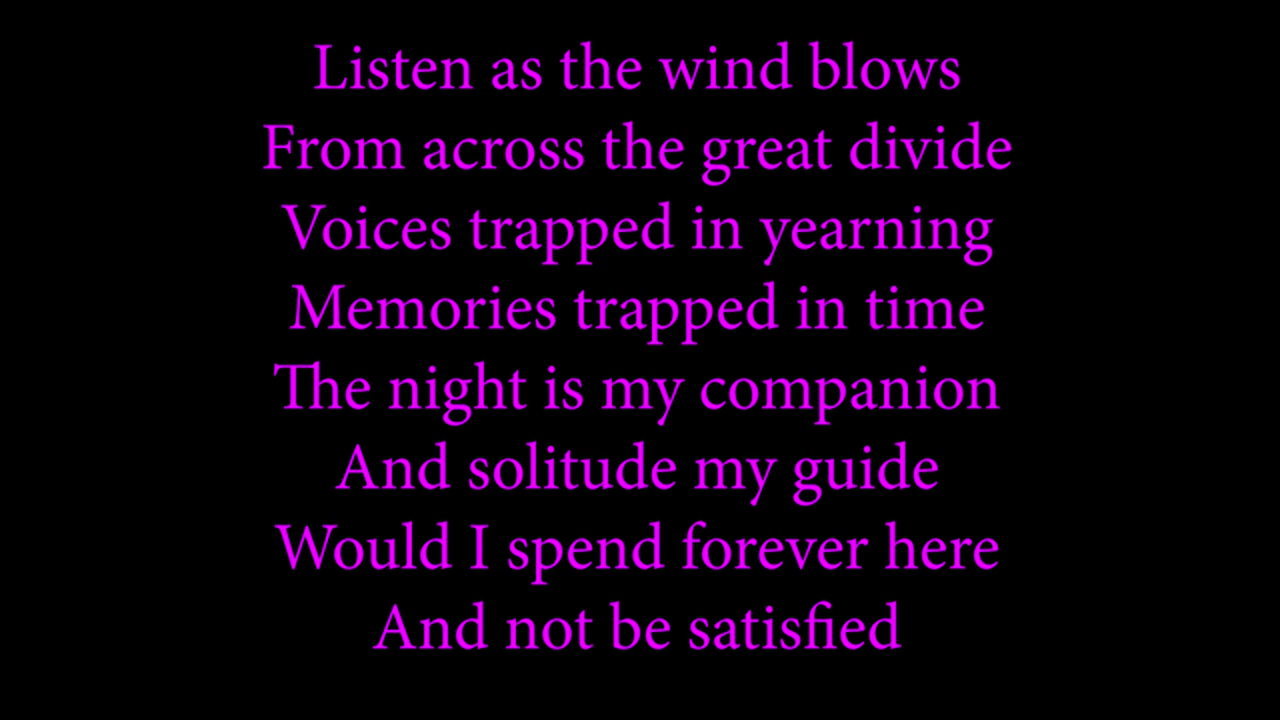 Listen as the wind blows
From across the great divide
Voices trapped in yearning
Memories trapped in time
The night is my companion
And solitude my guide
Would I spend forever here
And not be satisfied